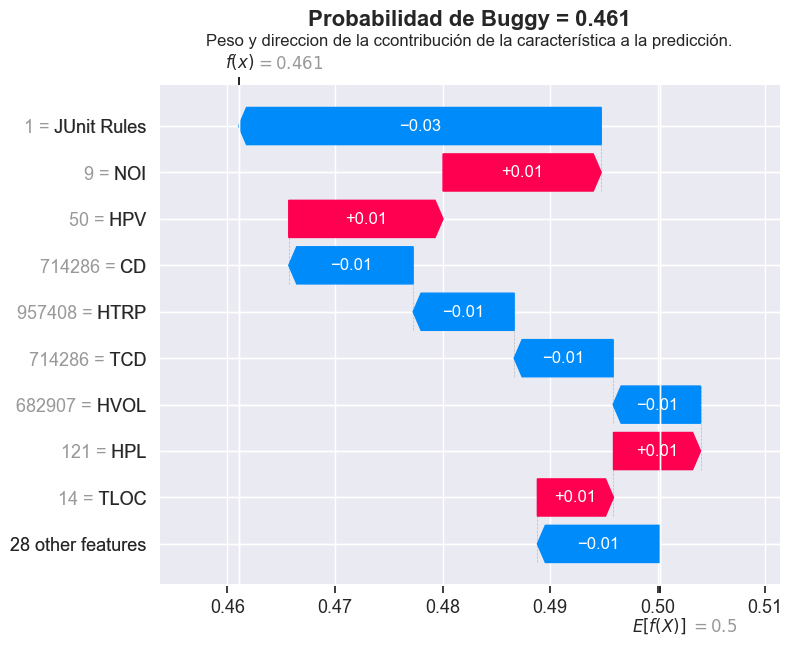 Probabilidad de Buggy = 0.461
Peso y direccion de la ccontribución de la característica a la predicción.
f(x) = 0.461
1 = JUnit Rules
−0.03
9 = NOI
+0.01
50 = HPV
+0.01
714286 = CD
−0.01
957408 = HTRP
−0.01
714286 = TCD
−0.01
682907 = HVOL
−0.01
121 = HPL
+0.01
14 = TLOC
+0.01
28 other features
−0.01
0.46 0.47 0.48 0.49 0.50 0.51
E[f(X)] = 0.5